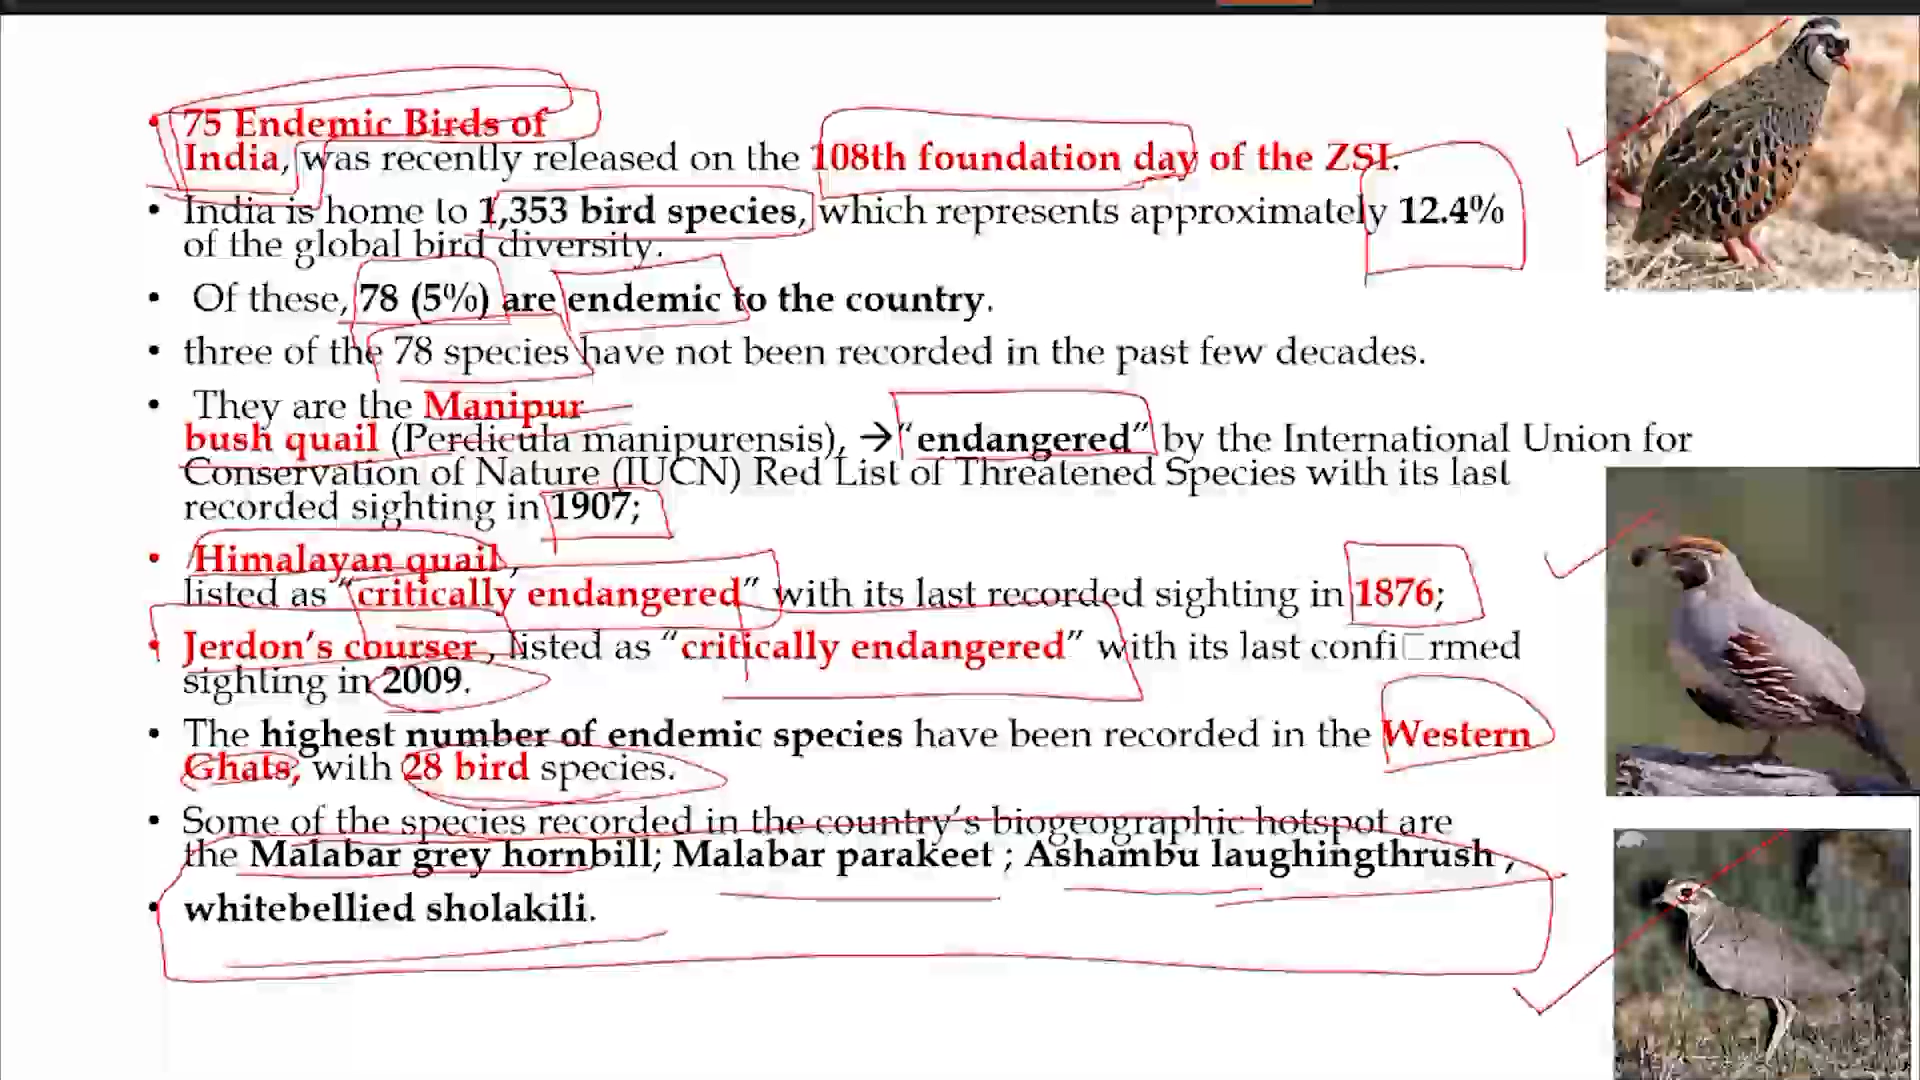 • 75 Endemic Birds of
India, was recently released on the 108th foundation day of the ZSI.
• India is home to 1,353 bird species, which represents approximately 12.4%
of the global bird diversity.
• Of these, 78 (5%) are endemic to the country.
• three of the 78 species have not been recorded in the past few decades.
• They are the Manipur
bush quail (Perdicula manipurensis), →“endangered” by the International Union for
Conservation of Nature (IUCN) Red List of Threatened Species with its last
recorded sighting in 1907;
• Himalayan quail,
listed as “critically endangered” with its last recorded sighting in 1876;
• Jerdon’s courser , listed as “critically endangered” with its last confi□rmed
sighting in 2009.
• The highest number of endemic species have been recorded in the Western
Ghats, with 28 bird species.
• Some of the species recorded in the country’s biogeographic hotspot are
the Malabar grey hornbill; Malabar parakeet ; Ashambu laughingthrush ,
• whitebellied sholakili.